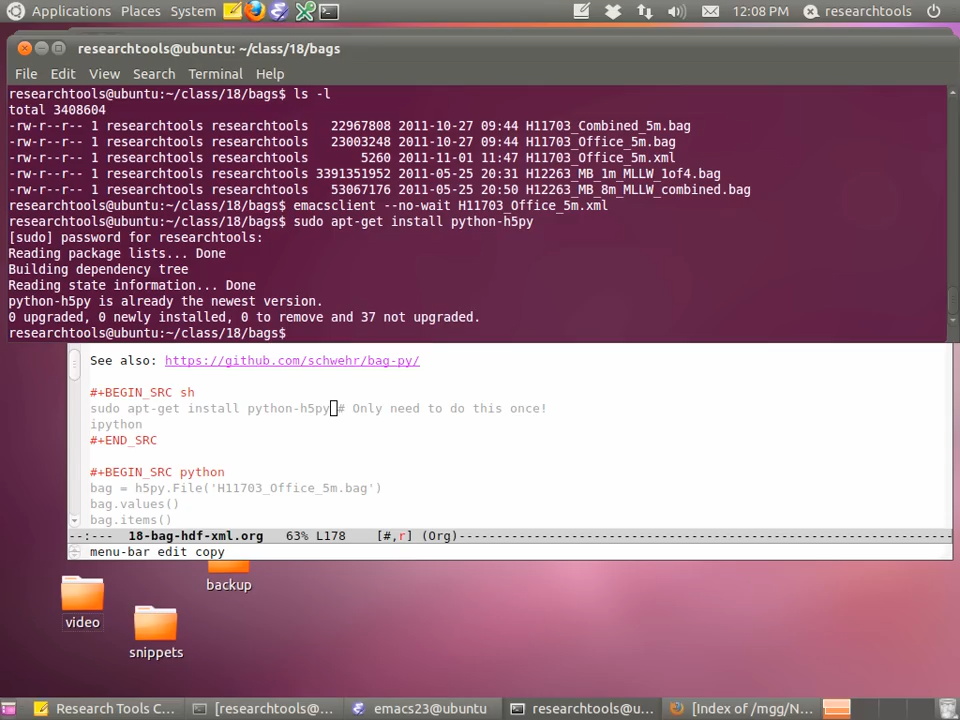 Applications Places System 12:08 PM researchtools
researchtools@ubuntu: ~/class/18/bags
File Edit View Search Terminal Help
researchtools@ubuntu:~/class/18/bags$ ls -l
total 3408604
-rw-r--r-- 1 researchtools researchtools   22967808 2011-10-27 09:44 H11703_Combined_5m.bag
-rw-r--r-- 1 researchtools researchtools   23003248 2011-10-27 09:44 H11703_Office_5m.bag
-rw-r--r-- 1 researchtools researchtools       5260 2011-11-01 11:47 H11703_Office_5m.xml
-rw-r--r-- 1 researchtools researchtools 3391351952 2011-05-25 20:31 H12263_MB_1m_MLLW_1of4.bag
-rw-r--r-- 1 researchtools researchtools   53067176 2011-05-25 20:50 H12263_MB_8m_MLLW_combined.bag
researchtools@ubuntu:~/class/18/bags$ emacsclient --no-wait H11703_Office_5m.xml
researchtools@ubuntu:~/class/18/bags$ sudo apt-get install python-h5py
[sudo] password for researchtools:
Reading package lists... Done
Building dependency tree
Reading state information... Done
python-h5py is already the newest version.
0 upgraded, 0 newly installed, 0 to remove and 37 not upgraded.
researchtools@ubuntu:~/class/18/bags$
See also: https://github.com/schwehr/bag-py/
#+BEGIN_SRC sh
sudo apt-get install python-h5py # Only need to do this once!
ipython
#+END_SRC
#+BEGIN_SRC python
bag = h5py.File('H11703_Office_5m.bag')
bag.values()
bag.items()
--:--- 18-bag-hdf-xml.org 63% L178 [#,r] (Org)--------------------------------------------------
menu-bar edit copy
backup
video
snippets
Research Tools C... [researchtools@... emacs23@ubuntu researchtools@u... [Index of /mgg/N...